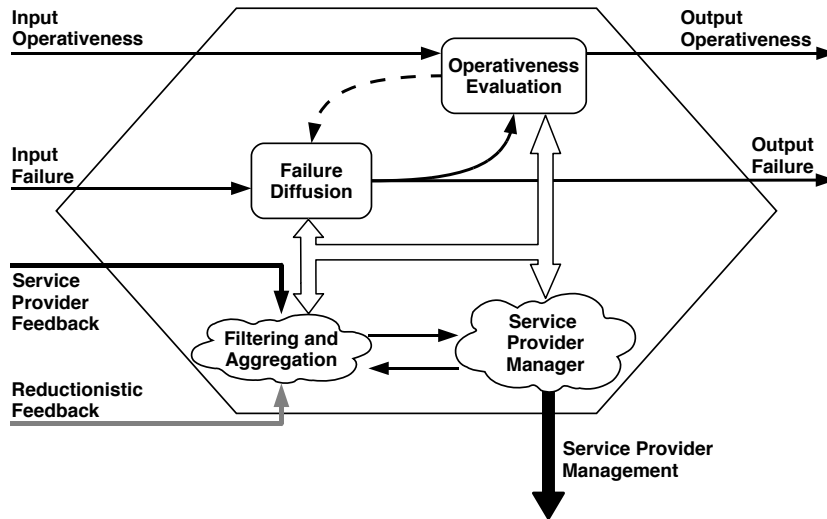 Input
Operativeness
Output
Operativeness
Operativeness
Evaluation
Input
Failure
Failure
Diffusion
Output
Failure
Service
Provider
Feedback
Filtering and
Aggregation
Service
Provider
Manager
Reductionistic
Feedback
Service Provider
Management